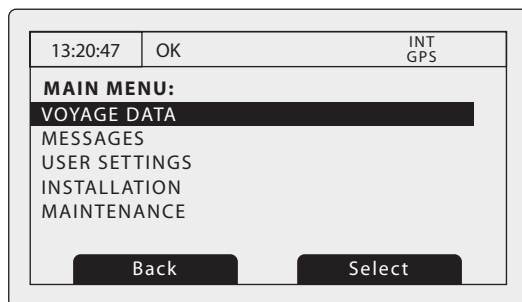 13:20:47 OK INT
GPS
MAIN MENU:
VOYAGE DATA
MESSAGES
USER SETTINGS
INSTALLATION
MAINTENANCE
Back Select